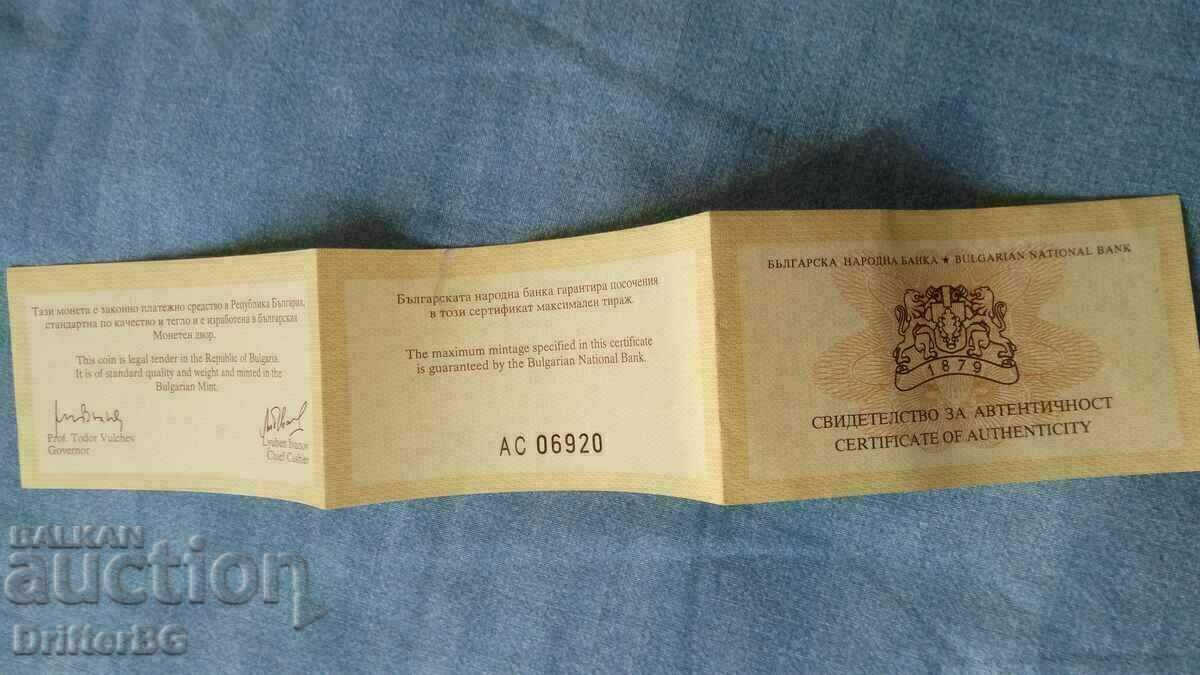 Тази монета е законно платежно средство в Република България,
стандартна по качество и тегло и е изработена в българския
Монетен двор.
This coin is legal tender in the Republic of Bulgaria.
It is of standard quality and weight and minted in the
Bulgarian Mint.
Prof. Todor Vulchev
Governor
Lyuben Ivanov
Chief Cashier
Българската народна банка гарантира посочения
в този сертификат максимален тираж.
The maximum mintage specified in this certificate
is guaranteed by the Bulgarian National Bank.
АС 06920
БЪЛГАРСКА НАРОДНА БАНКА ★ BULGARIAN NATIONAL BANK
1879
СВИДЕТЕЛСТВО ЗА АВТЕНТИЧНОСТ
CERTIFICATE OF AUTHENTICITY
BALKAN
auction
DrifterBG